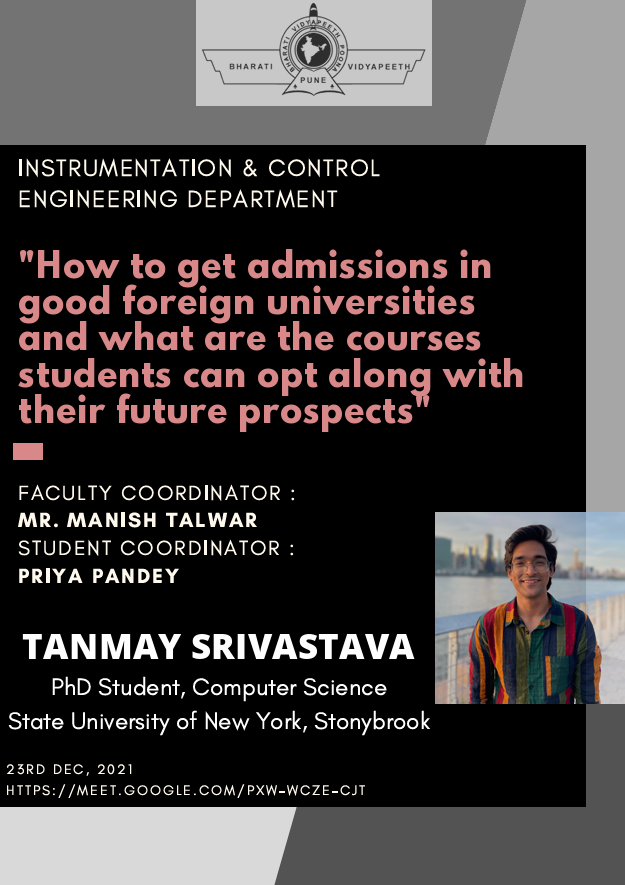 BHARATI VIDYAPEETH POONA VIDYAPEETH
PUNE
INSTRUMENTATION & CONTROL
ENGINEERING DEPARTMENT
"How to get admissions in
good foreign universities
and what are the courses
students can opt along with
their future prospects"
FACULTY COORDINATOR :
MR. MANISH TALWAR
STUDENT COORDINATOR :
PRIYA PANDEY
TANMAY SRIVASTAVA
PhD Student, Computer Science
State University of New York, Stonybrook
23RD DEC, 2021
HTTPS://MEET.GOOGLE.COM/PXW-WCZE-CJT